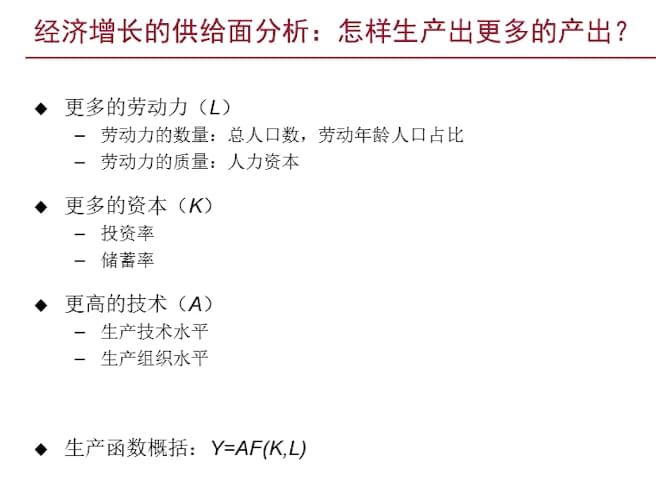 经济增长的供给面分析：怎样生产出更多的产出？
◆ 更多的劳动力（L）
– 劳动力的数量：总人口数，劳动年龄人口占比
– 劳动力的质量：人力资本
◆ 更多的资本（K）
– 投资率
– 储蓄率
◆ 更高的技术（A）
– 生产技术水平
– 生产组织水平
◆ 生产函数概括：Y=AF(K,L)